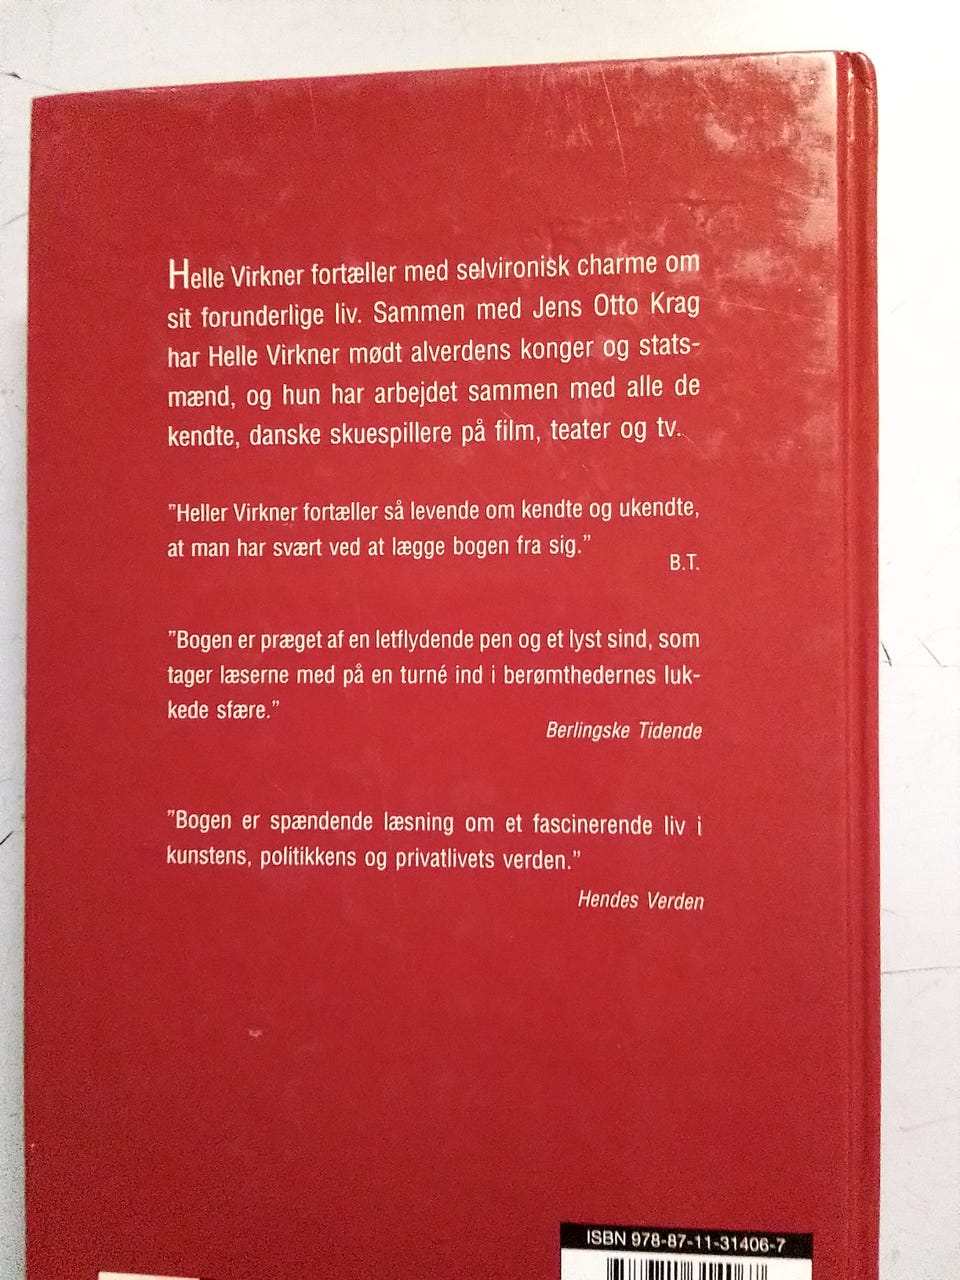 Helle Virkner fortæller med selvironisk charme om
sit forunderlige liv. Sammen med Jens Otto Krag
har Helle Virkner mødt alverdens konger og stats-
mænd, og hun har arbejdet sammen med alle de
kendte, danske skuespillere på film, teater og tv.
"Heller Virkner fortæller så levende om kendte og ukendte,
at man har svært ved at lægge bogen fra sig."
B.T.
"Bogen er præget af en letflydende pen og et lyst sind, som
tager læserne med på en turné ind i berømthedernes luk-
kede sfære."
Berlingske Tidende
"Bogen er spændende læsning om et fascinerende liv i
kunstens, politikkens og privatlivets verden."
Hendes Verden
ISBN 978-87-11-31406-7